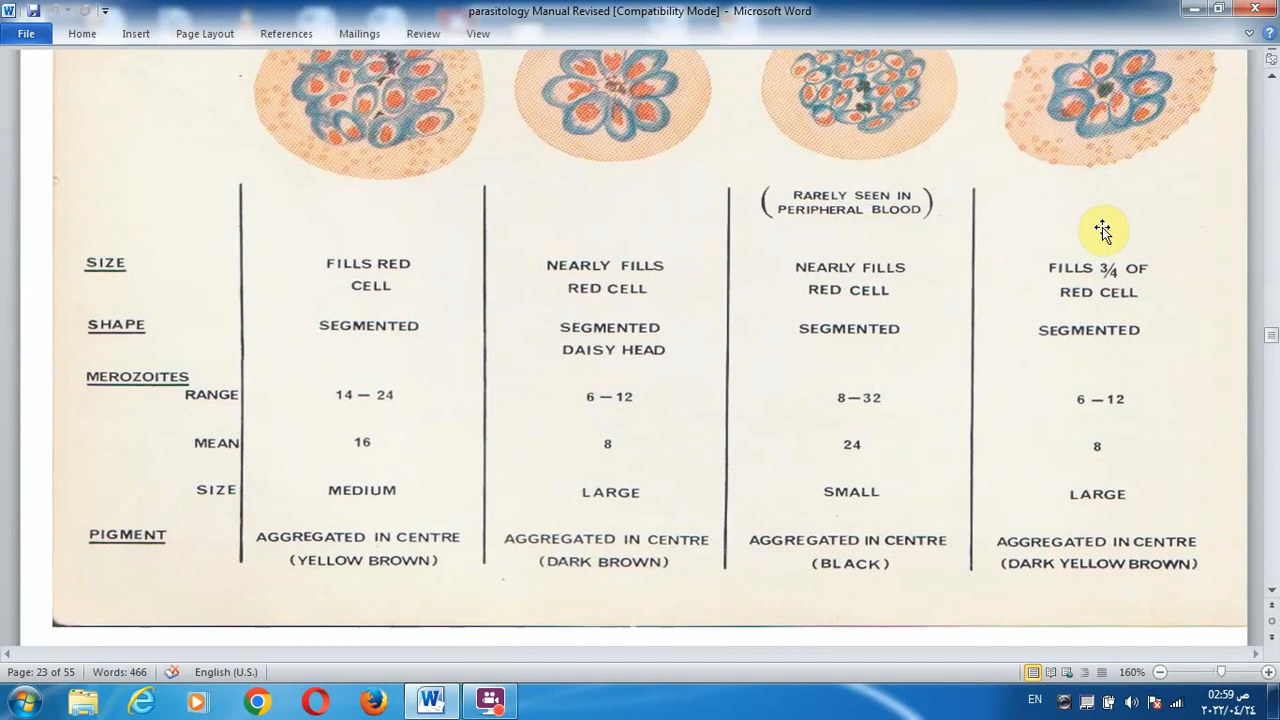 parasitology Manual Revised [Compatibility Mode] - Microsoft Word
File Home Insert Page Layout References Mailings Review View
(RARELY SEEN IN PERIPHERAL BLOOD)
SIZE
FILLS RED CELL
NEARLY FILLS RED CELL
NEARLY FILLS RED CELL
FILLS 3/4 OF RED CELL
SHAPE
SEGMENTED
SEGMENTED DAISY HEAD
SEGMENTED
SEGMENTED
MEROZOITES
RANGE 14 — 24 6 — 12 8 — 32 6 — 12
MEAN 16 8 24 8
SIZE MEDIUM LARGE SMALL LARGE
PIGMENT
AGGREGATED IN CENTRE (YELLOW BROWN)
AGGREGATED IN CENTRE (DARK BROWN)
AGGREGATED IN CENTRE (BLACK)
AGGREGATED IN CENTRE (DARK YELLOW BROWN)
Page: 23 of 55 Words: 466 English (U.S.) 160%
EN
02:59 ص
٢٠٢٢/٠٤/٢٤